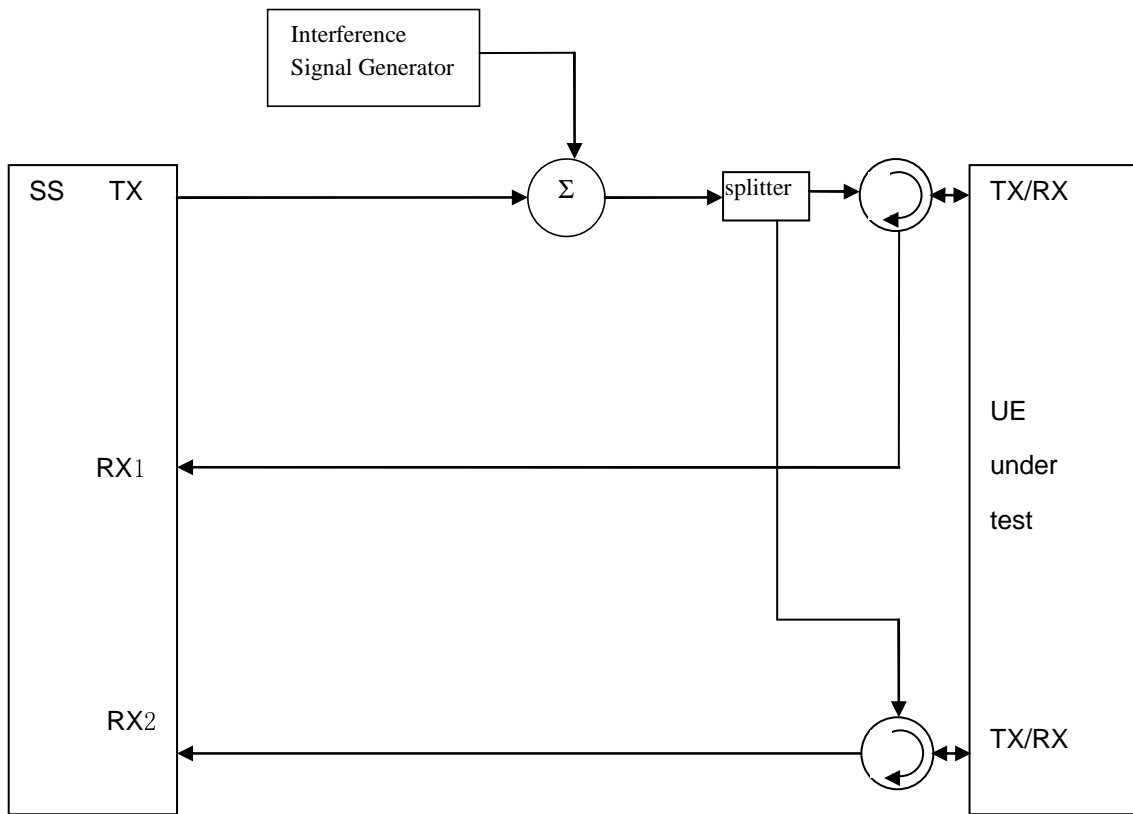 Interference
Signal Generator
SS TX
Σ
splitter
TX/RX
RX1
UE
under
test
RX2
TX/RX